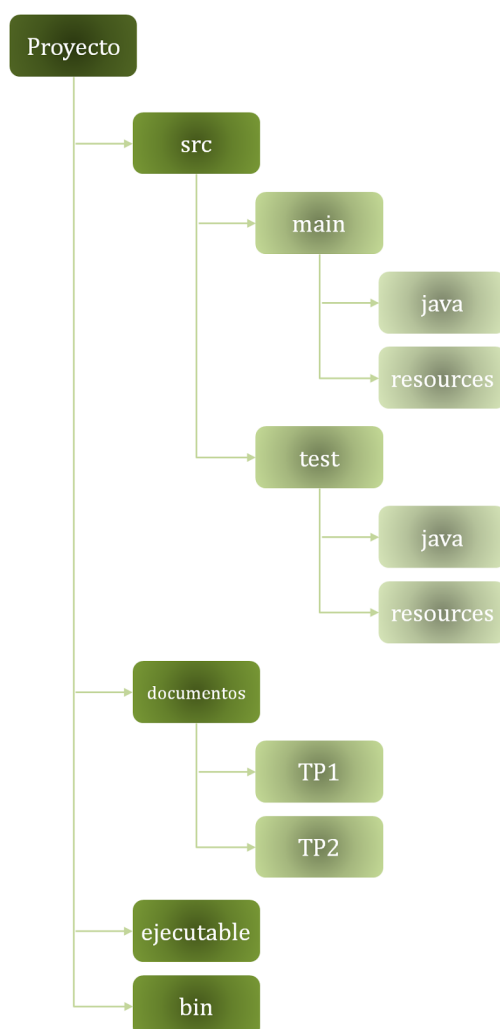 Proyecto
src
main
java
resources
test
java
resources
documentos
TP1
TP2
ejecutable
bin